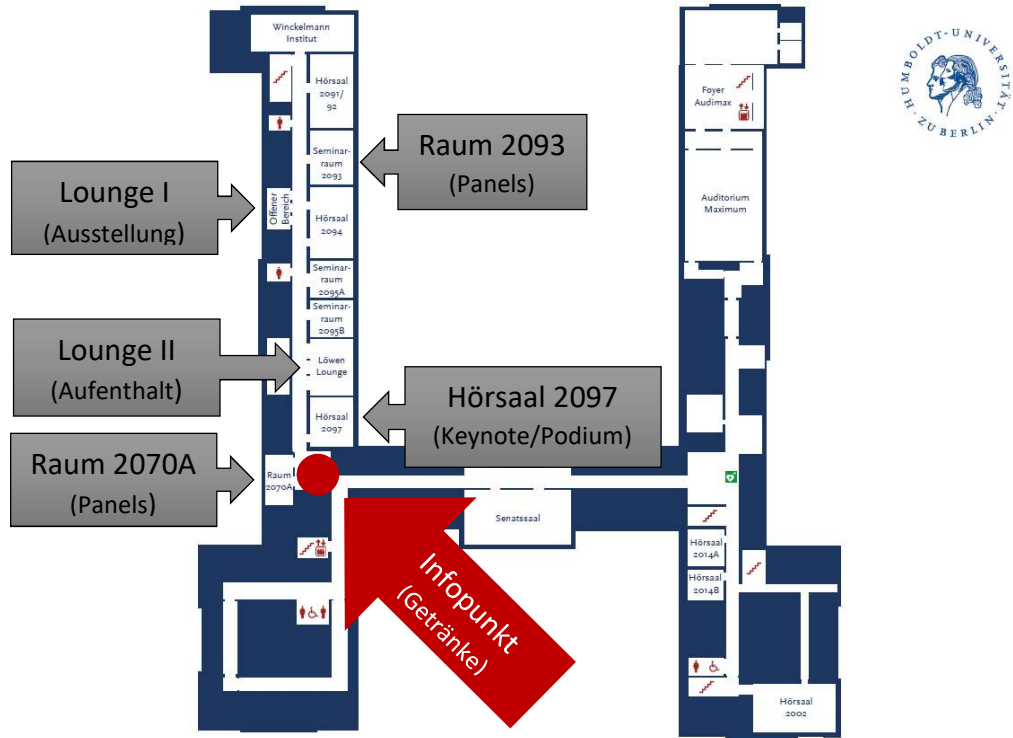 Winckelmann
Institut
Hörsaal
2091/
92
Seminar-
raum
2093
Offener
Bereich
Hörsaal
2094
Seminar-
raum
2095A
Seminar-
raum
2095B
Löwen
Lounge
Hörsaal
2097
Raum
2070A
Lounge I
(Ausstellung)
Lounge II
(Aufenthalt)
Raum 2070A
(Panels)
Raum 2093
(Panels)
Hörsaal 2097
(Keynote/Podium)
Infopunkt
(Getränke)
Senatssaal
Foyer
Audimax
Auditorium
Maximum
Hörsaal
2014A
Hörsaal
2014B
Hörsaal
2002
HUMBOLDT-UNIVERSITÄT
ZU BERLIN